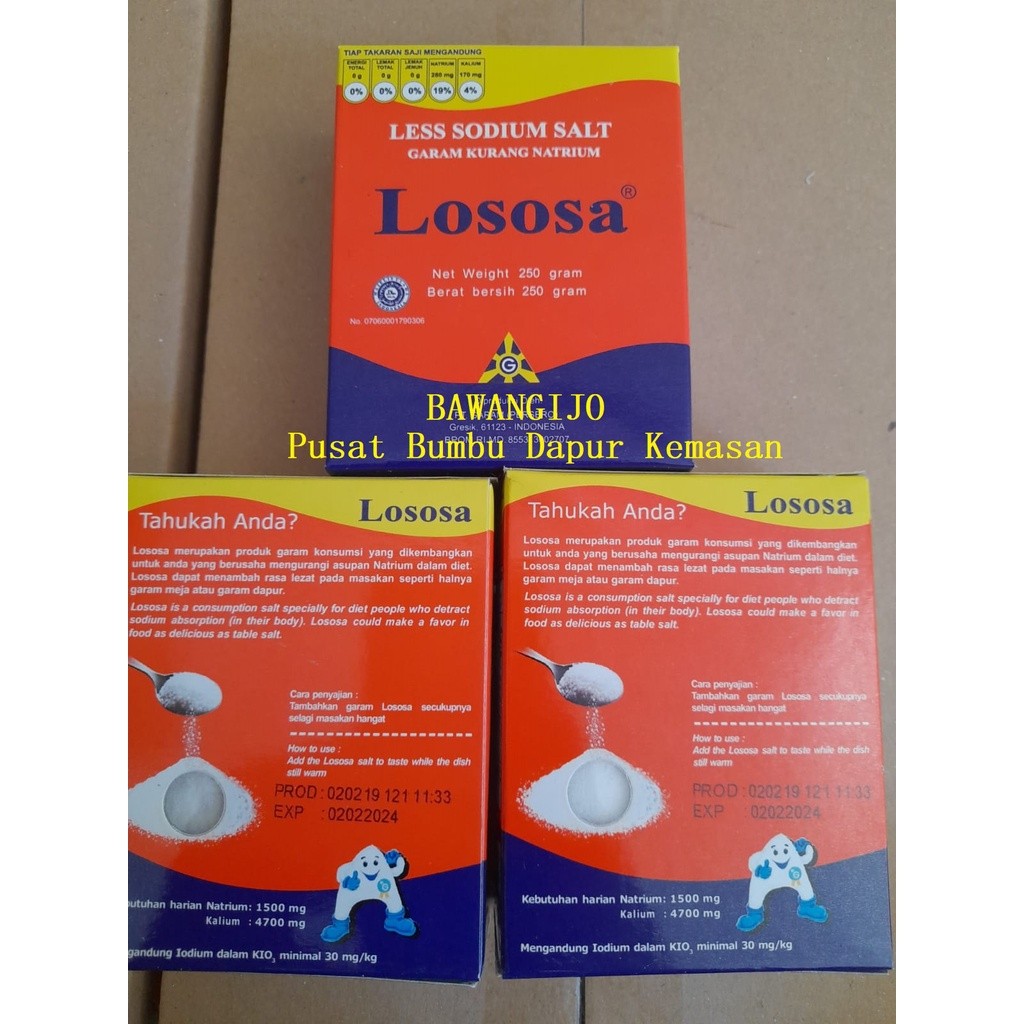 TIAP TAKARAN SAJI MENGANDUNG
ENERGI TOTAL 0 g 0%
LEMAK TOTAL 0 g 0%
LEMAK JENUH 0 g 0%
NATRIUM 280 mg 19%
KALIUM 170 mg 4%
LESS SODIUM SALT
GARAM KURANG NATRIUM
Lososa®
Net Weight 250 gram
Berat bersih 250 gram
No. 07060001790306
G
BAWANGIJO
Gresik. 61123 - INDONESIA
Pusat Bumbu Dapur Kemasan
Lososa
Tahukah Anda?
Lososa merupakan produk garam konsumsi yang dikembangkan
untuk anda yang berusaha mengurangi asupan Natrium dalam diet.
Lososa dapat menambah rasa lezat pada masakan seperti halnya
garam meja atau garam dapur.
Lososa is a consumption salt specially for diet people who detract
sodium absorption (in their body). Lososa could make a favor in
food as delicious as table salt.
Cara penyajian :
Tambahkan garam Lososa secukupnya
selagi masakan hangat
How to use :
Add the Lososa salt to taste while the dish
still warm
PROD : 020219 121 11:33
EXP : 02022024
butuhan harian Natrium: 1500 mg
Kalium : 4700 mg
gandung Iodium dalam KIO3 minimal 30 mg/kg
Lososa
Tahukah Anda?
Lososa merupakan produk garam konsumsi yang dikembangkan
untuk anda yang berusaha mengurangi asupan Natrium dalam diet.
Lososa dapat menambah rasa lezat pada masakan seperti halnya
garam meja atau garam dapur.
Lososa is a consumption salt specially for diet people who detract
sodium absorption (in their body). Lososa could make a favor in
food as delicious as table salt.
Cara penyajian :
Tambahkan garam Lososa secukupnya
selagi masakan hangat
How to use :
Add the Lososa salt to taste while the dish
still warm
PROD : 020219 121 11:33
EXP : 02022024
Kebutuhan harian Natrium: 1500 mg
Kalium : 4700 mg
Mengandung Iodium dalam KIO3 minimal 30 mg/kg